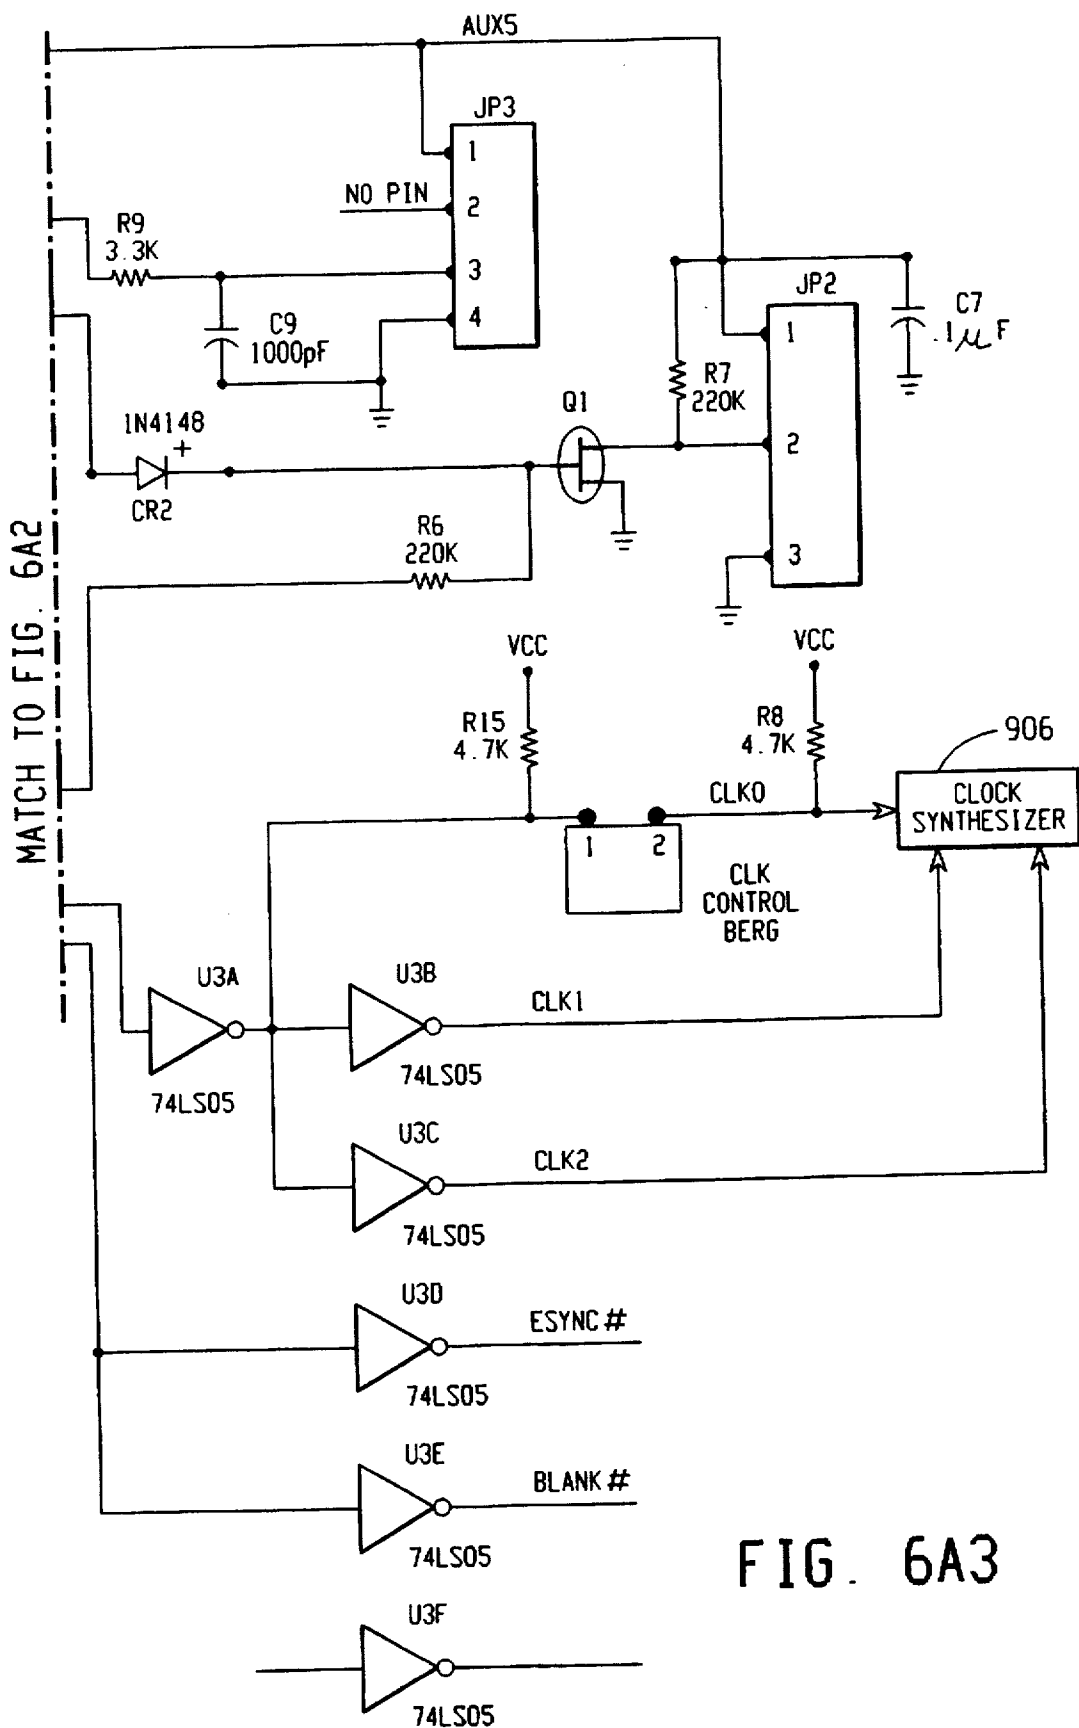 AUX5
JP3
1
NO PIN
2
R9
3.3K
3
4
C9
1000pF
JP2
C7
.1μF
1
R7
220K
Q1
2
1N4148
+
CR2
R6
220K
3
MATCH TO FIG. 6A2
VCC
VCC
R15
4.7K
R8
4.7K
906
CLK0
CLOCK
SYNTHESIZER
1 2
CLK
CONTROL
BERG
U3A
U3B
CLK1
74LS05
74LS05
U3C
CLK2
74LS05
U3D
ESYNC#
74LS05
U3E
BLANK#
74LS05
FIG. 6A3
U3F
74LS05